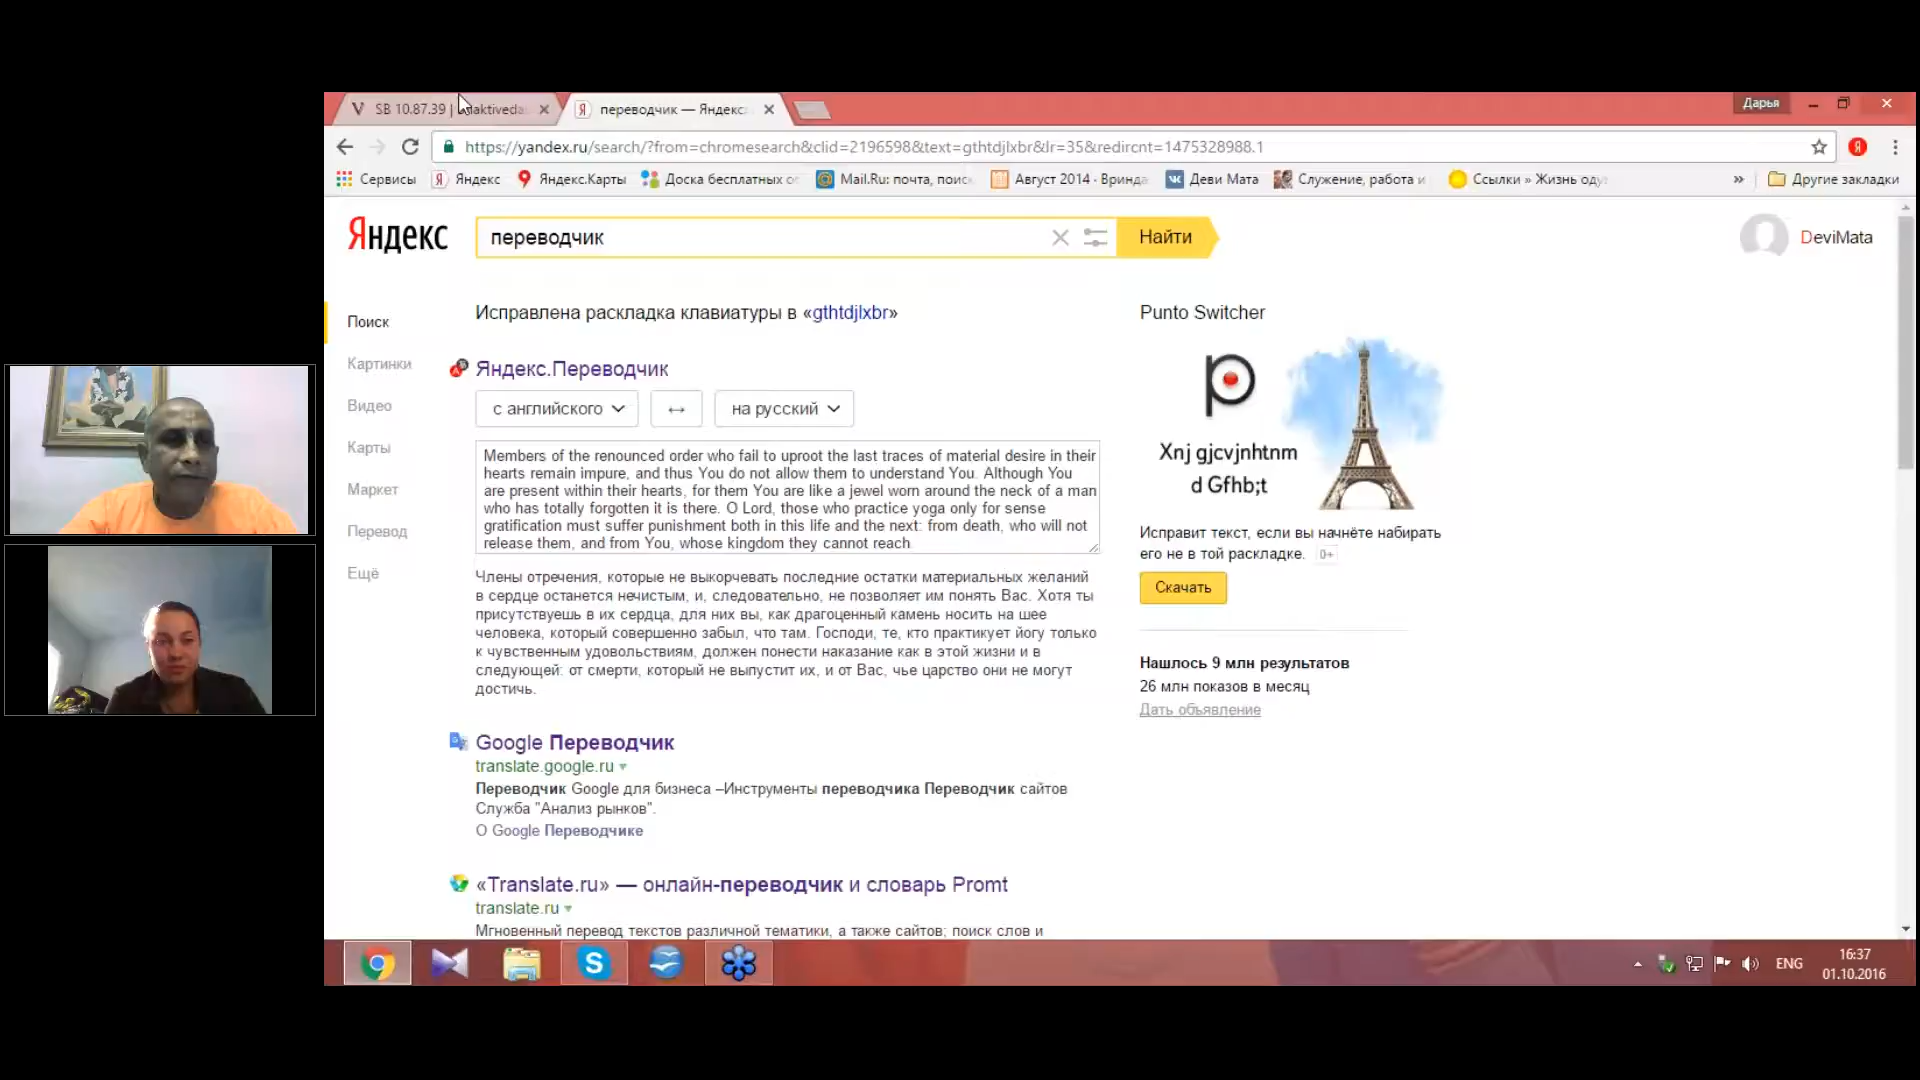 SB 10.87.39 |
переводчик — Яндекс:
Дарья
https://yandex.ru/search/?from=chromesearch&clid=2196598&text=gthtdjlxbr&lr=35&redircnt=1475328988.1
Сервисы
Яндекс
Яндекс.Карты
Доска бесплатных
Mail.Ru: почта, поиск
Август 2014 - Вринда
Деви Мата
Служение, работа и
Ссылки » Жизнь
»
Другие закладки
Яндекс
переводчик
Найти
DeviMata
Поиск
Картинки
Видео
Карты
Маркет
Перевод
Ещё
Исправлена раскладка клавиатуры в «gthtdjlxbr»
Яндекс.Переводчик
с английского
на русский
Members of the renounced order who fail to uproot the last traces of material desire in their
hearts remain impure, and thus You do not allow them to understand You. Although You
are present within their hearts, for them You are like a jewel worn around the neck of a man
who has totally forgotten it is there. O Lord, those who practice yoga only for sense
gratification must suffer punishment both in this life and the next: from death, who will not
release them, and from You, whose kingdom they cannot reach
Члены отречения, которые не выкорчевать последние остатки материальных желаний
в сердце останется нечистым, и, следовательно, не позволяет им понять Вас. Хотя ты
присутствуешь в их сердца, для них вы, как драгоценный камень носить на шее
человека, который совершенно забыл, что там. Господи, те, кто практикует йогу только
к чувственным удовольствиям, должен понести наказание как в этой жизни и в
следующей: от смерти, который не выпустит их, и от Вас, чье царство они не могут
достичь.
Google Переводчик
translate.google.ru
Переводчик Google для бизнеса –Инструменты переводчика Переводчик сайтов
Служба "Анализ рынков".
О Google Переводчике
«Translate.ru» — онлайн-переводчик и словарь Promt
translate.ru
Мгновенный перевод текстов различной тематики, а также сайтов; поиск слов и
Punto Switcher
Xnj gjcvjnhtnm
d Gfhb;t
Исправит текст, если вы начнёте набирать
его не в той раскладке. 0+
Скачать
Нашлось 9 млн результатов
26 млн показов в месяц
Дать объявление
ENG
16:37
01.10.2016